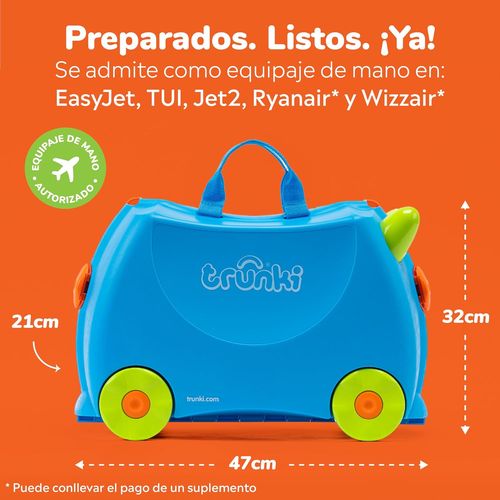 Preparados. Listos. ¡Ya!
Se admite como equipaje de mano en:
EasyJet, TUI, Jet2, Ryanair* y Wizzair*
EQUIPAJE DE MANO
AUTORIZADO
trunki
21cm
32cm
trunki.com
47cm
* Puede conllevar el pago de un suplemento